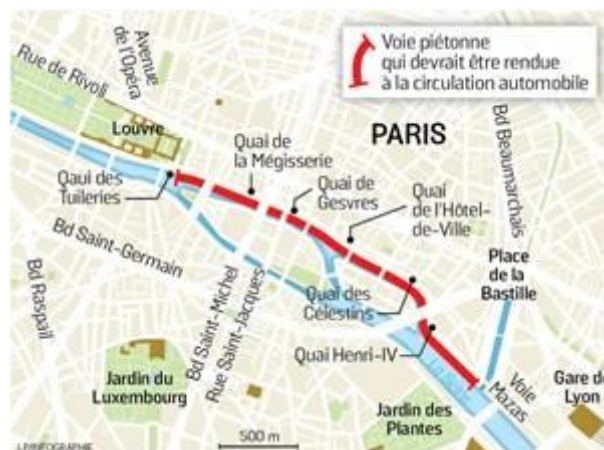 Voie piétonne
qui devrait être rendue
à la circulation automobile
Avenue
de l'Opéra
Rue de Rivoli
Louvre
Quai de
la Mégisserie
PARIS
Bd Beaumarchais
Qaui des
Tuileries
Quai de
Gesvres
Quai
de l'Hôtel-
de-Ville
Bd Saint-Germain
Place
de la
Bastille
Bd Raspail
Bd Saint-Michel
Rue Saint-Jacques
Quai des
Célestins
Quai Henri-IV
Jardin du
Luxembourg
Voie
Mazas
Gare de
Lyon
Jardin des
Plantes
500 m
LP/INFOGRAPHIE